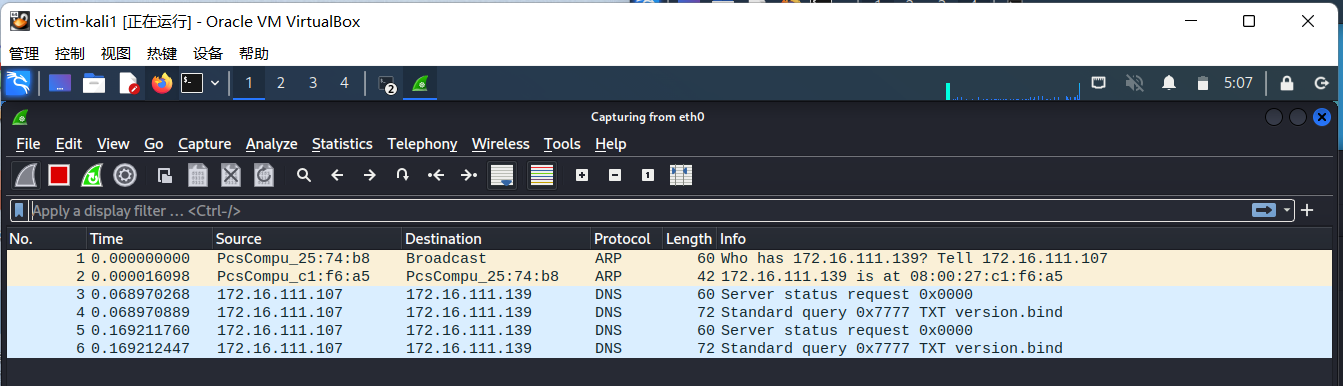 victim-kali1 [正在运行] - Oracle VM VirtualBox
管理 控制 视图 热键 设备 帮助
1 2 3 4 2 5:07
Capturing from eth0
File Edit View Go Capture Analyze Statistics Telephony Wireless Tools Help
Apply a display filter … <Ctrl-/>
No. Time Source Destination Protocol Length Info
1 0.000000000 PcsCompu_25:74:b8 Broadcast ARP 60 Who has 172.16.111.139? Tell 172.16.111.107
2 0.000016098 PcsCompu_c1:f6:a5 PcsCompu_25:74:b8 ARP 42 172.16.111.139 is at 08:00:27:c1:f6:a5
3 0.068970268 172.16.111.107 172.16.111.139 DNS 60 Server status request 0x0000
4 0.068970889 172.16.111.107 172.16.111.139 DNS 72 Standard query 0x7777 TXT version.bind
5 0.169211760 172.16.111.107 172.16.111.139 DNS 60 Server status request 0x0000
6 0.169212447 172.16.111.107 172.16.111.139 DNS 72 Standard query 0x7777 TXT version.bind